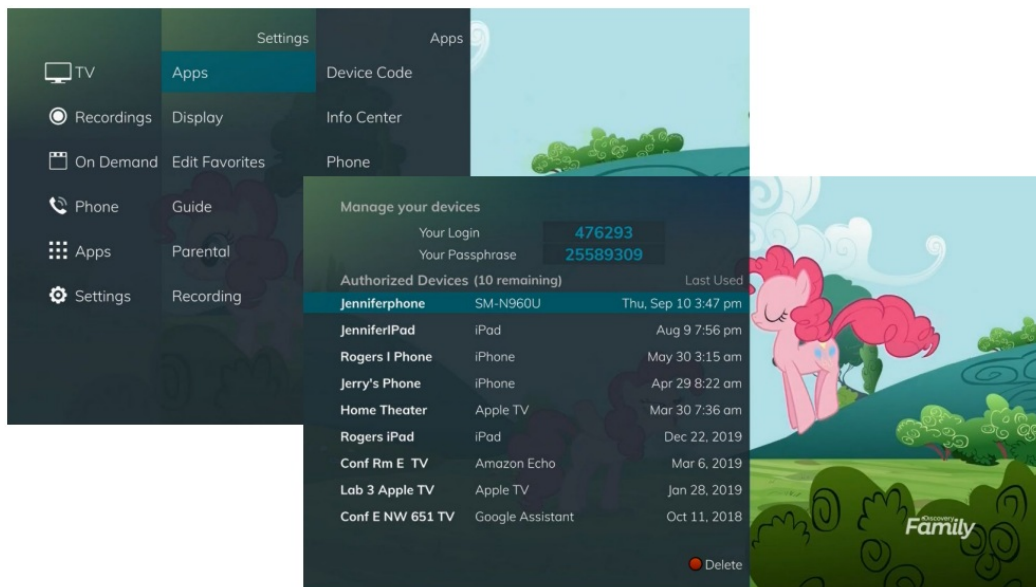 Settings Apps
TV Apps Device Code
Recordings Display Info Center
On Demand Edit Favorites Phone
Phone Guide
Apps Parental
Settings Recording
Manage your devices
Your Login 476293
Your Passphrase 25589309
Authorized Devices (10 remaining) Last Used
Jenniferphone SM-N960U Thu, Sep 10 3:47 pm
JenniferIPad iPad Aug 9 7:56 pm
Rogers I Phone iPhone May 30 3:15 am
Jerry's Phone iPhone Apr 29 8:22 am
Home Theater Apple TV Mar 30 7:36 am
Rogers iPad iPad Dec 22, 2019
Conf Rm E TV Amazon Echo Mar 6, 2019
Lab 3 Apple TV Apple TV Jan 28, 2019
Conf E NW 651 TV Google Assistant Oct 11, 2018
Delete
Discovery
Family